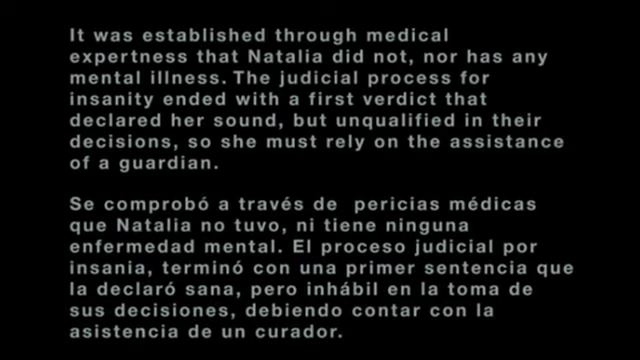 It was established through medical
expertness that Natalia did not, nor has any
mental illness. The judicial process for
insanity ended with a first verdict that
declared her sound, but unqualified in their
decisions, so she must rely on the assistance
of a guardian.
Se comprobó a través de pericias médicas
que Natalia no tuvo, ni tiene ninguna
enfermedad mental. El proceso judicial por
insania, terminó con una primer sentencia que
la declaró sana, pero inhábil en la toma de
sus decisiones, debiendo contar con la
asistencia de un curador.